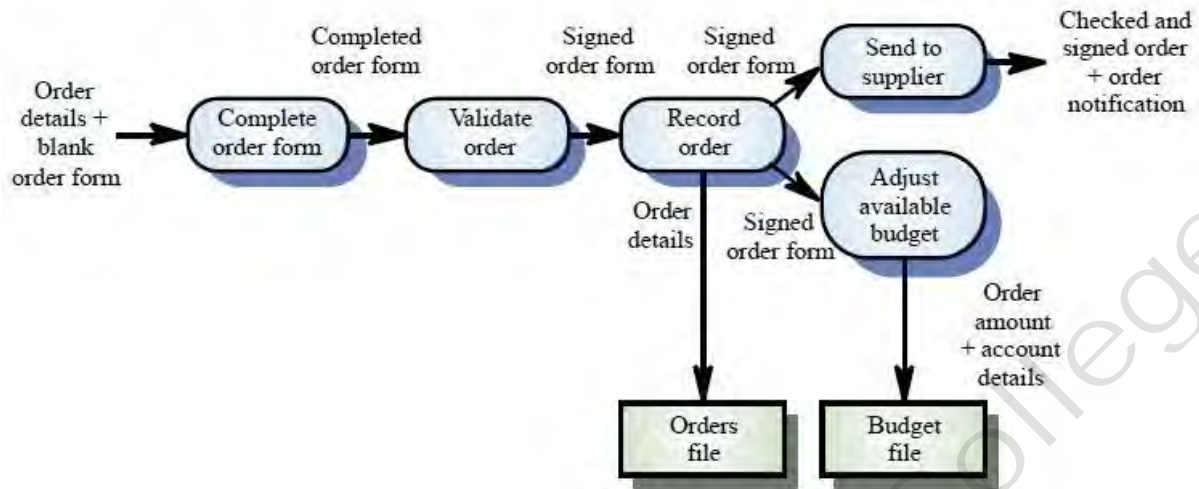 Order
details +
blank
order form
Complete
order form
Completed
order form
Validate
order
Signed
order form
Record
order
Signed
order form
Send to
supplier
Checked and
signed order
+ order
notification
Order
details
Signed
order form
Adjust
available
budget
Order
amount
+ account
details
Orders
file
Budget
file
college